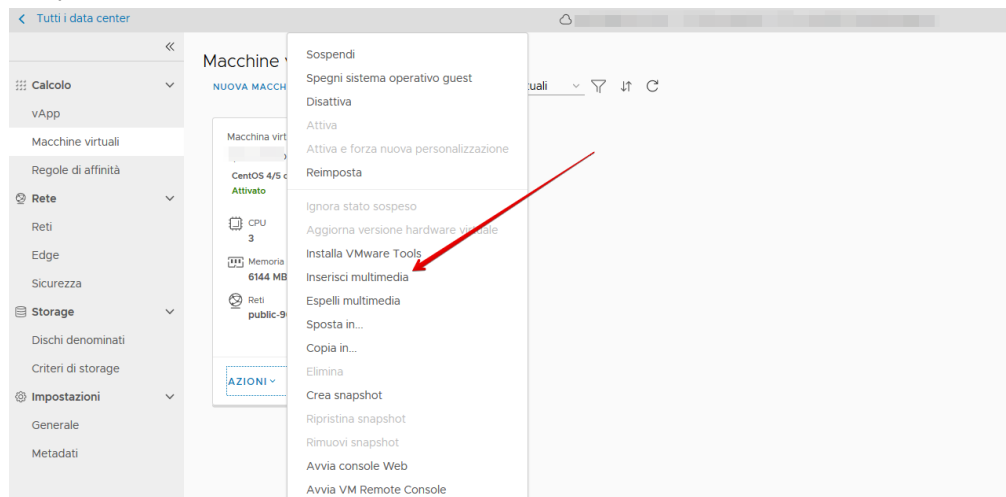 Tutti i data center
Calcolo
vApp
Macchine virtuali
Regole di affinità
Rete
Reti
Edge
Sicurezza
Storage
Dischi denominati
Criteri di storage
Impostazioni
Generale
Metadati
Macchine
NUOVA MACCH
tuali
Macchina virt
CentOS 4/5 o
Attivato
CPU
3
Memoria
6144 MB
Reti
public-9
AZIONI
Sospendi
Spegni sistema operativo guest
Disattiva
Attiva
Attiva e forza nuova personalizzazione
Reimposta
Ignora stato sospeso
Aggiorna versione hardware virtuale
Installa VMware Tools
Inserisci multimedia
Espelli multimedia
Sposta in...
Copia in...
Elimina
Crea snapshot
Ripristina snapshot
Rimuovi snapshot
Avvia console Web
Avvia VM Remote Console